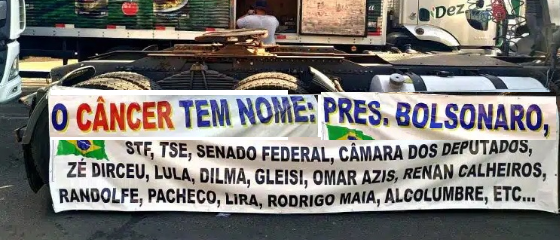 Dez
O CÂNCER TEM NOME: PRES. BOLSONARO,
STF, TSE, SENADO FEDERAL, CÂMARA DOS DEPUTADOS,
ZÉ DIRCEU, LULA, DILMA, GLEISI, OMAR AZIS, RENAN CALHEIROS,
RANDOLFE, PACHECO, LIRA, RODRIGO MAIA, ALCOLUMBRE, ETC...